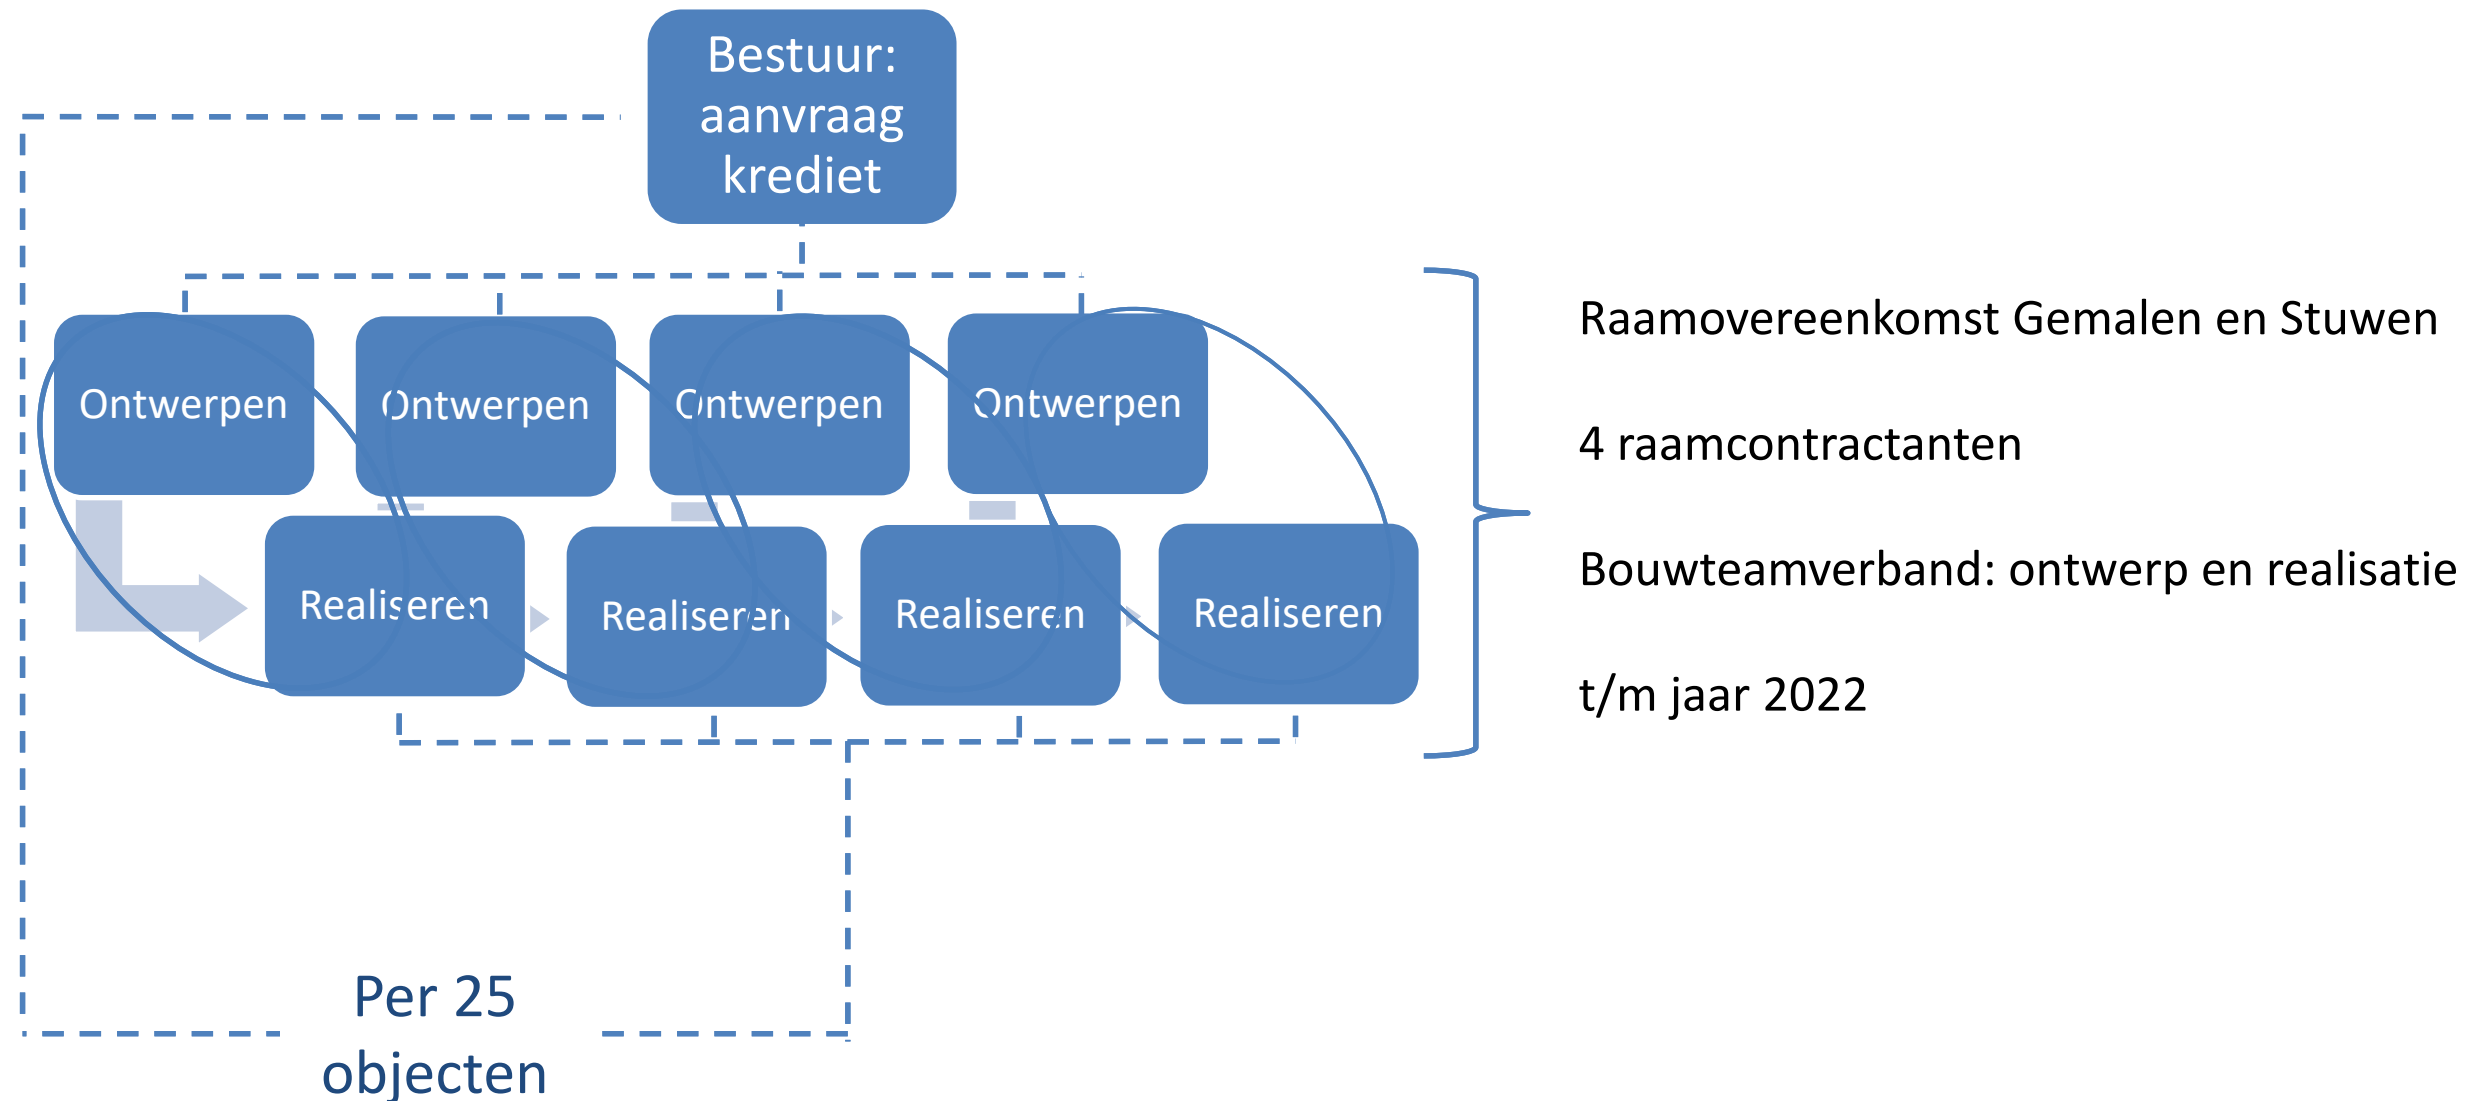 Bestuur:
aanvraag
krediet
Ontwerpen
Ontwerpen
Ontwerpen
Ontwerpen
Realiseren
Realiseren
Realiseren
Realiseren
Raamovereenkomst Gemalen en Stuwen
4 raamcontractanten
Bouwteamverband: ontwerp en realisatie
t/m jaar 2022
Per 25
objecten